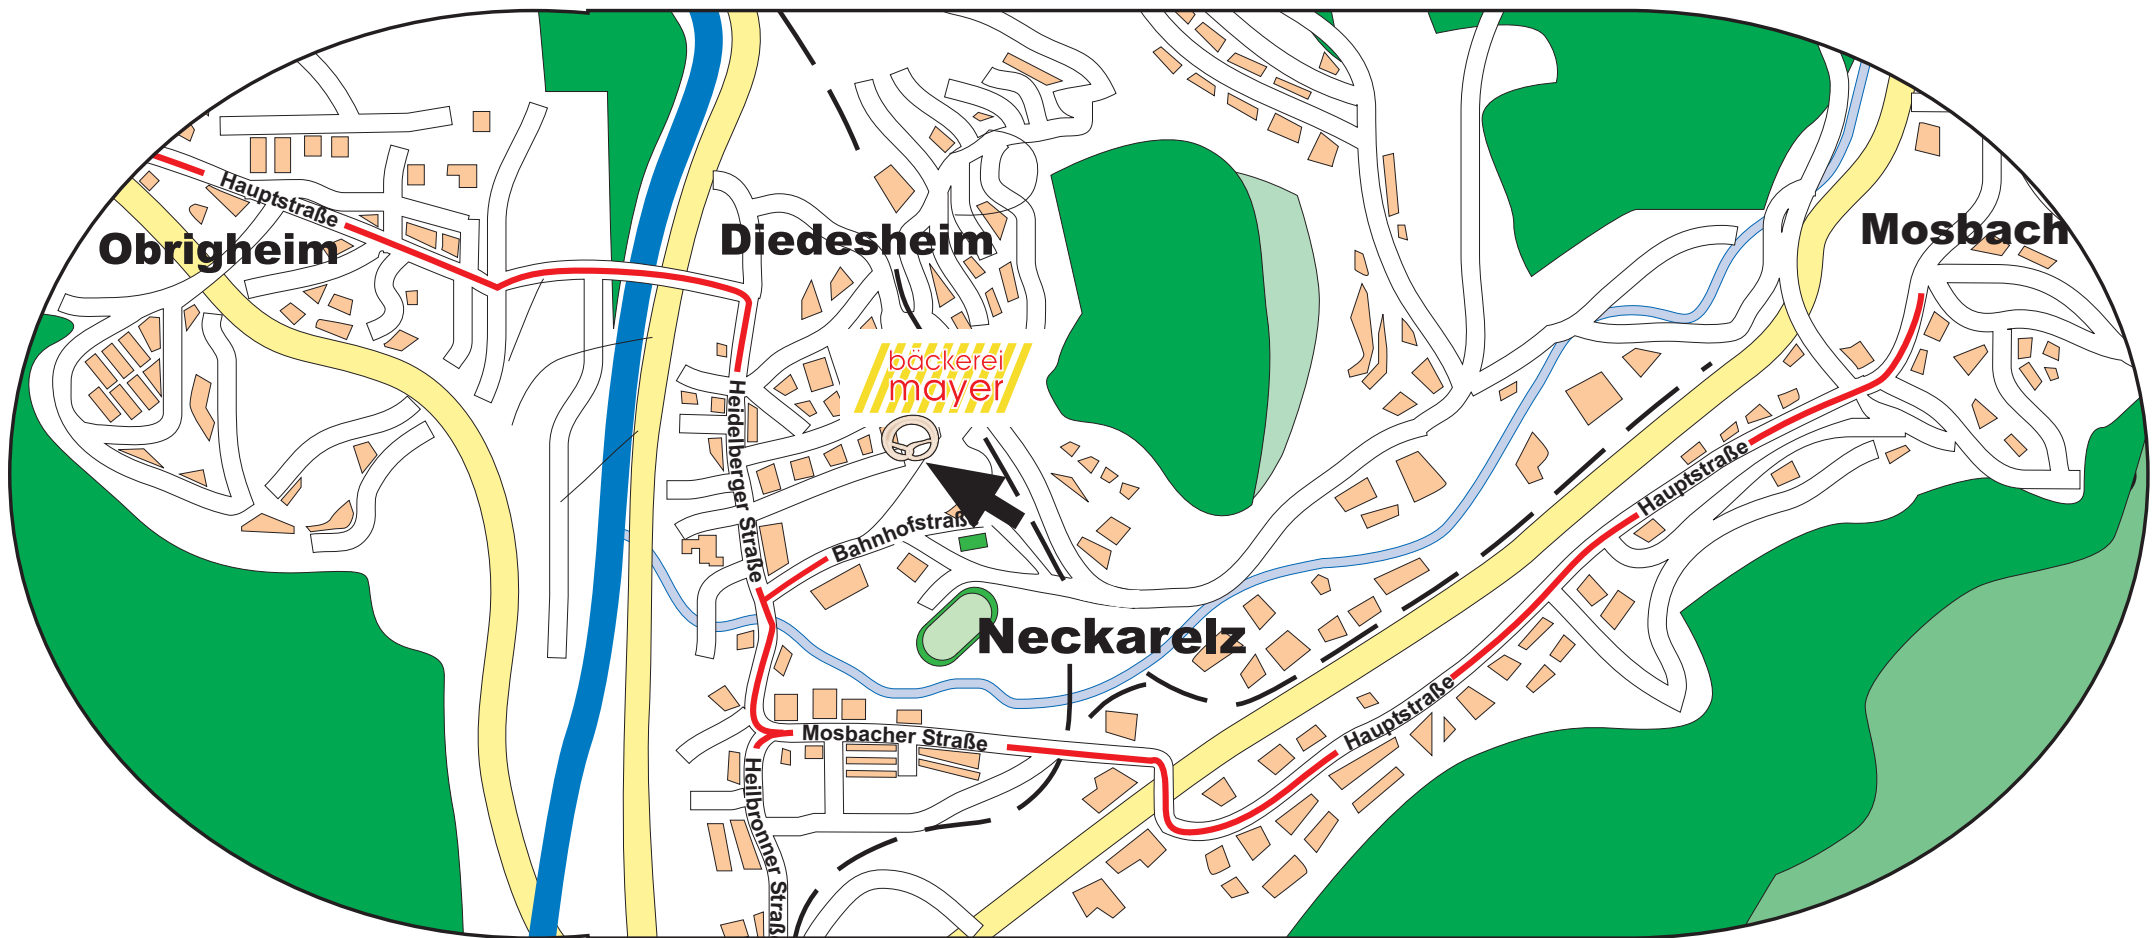 Hauptstraße
Obrigheim
Diedesheim
Mosbach
bäckerei
mayer
Heidelberger Straße
Bahnhofstraße
Hauptstraße
Neckarelz
Hauptstraße
Mosbacher Straße
Heilbronner Straß